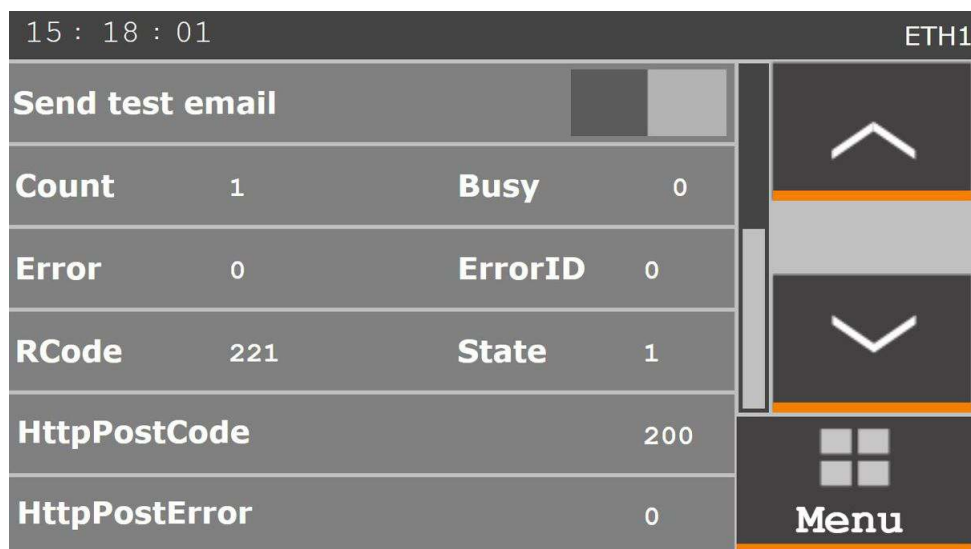 15 : 18 : 01 ETH1
Send test email
Count 1 Busy 0
Error 0 ErrorID 0
RCode 221 State 1
HttpPostCode 200
HttpPostError 0
Menu